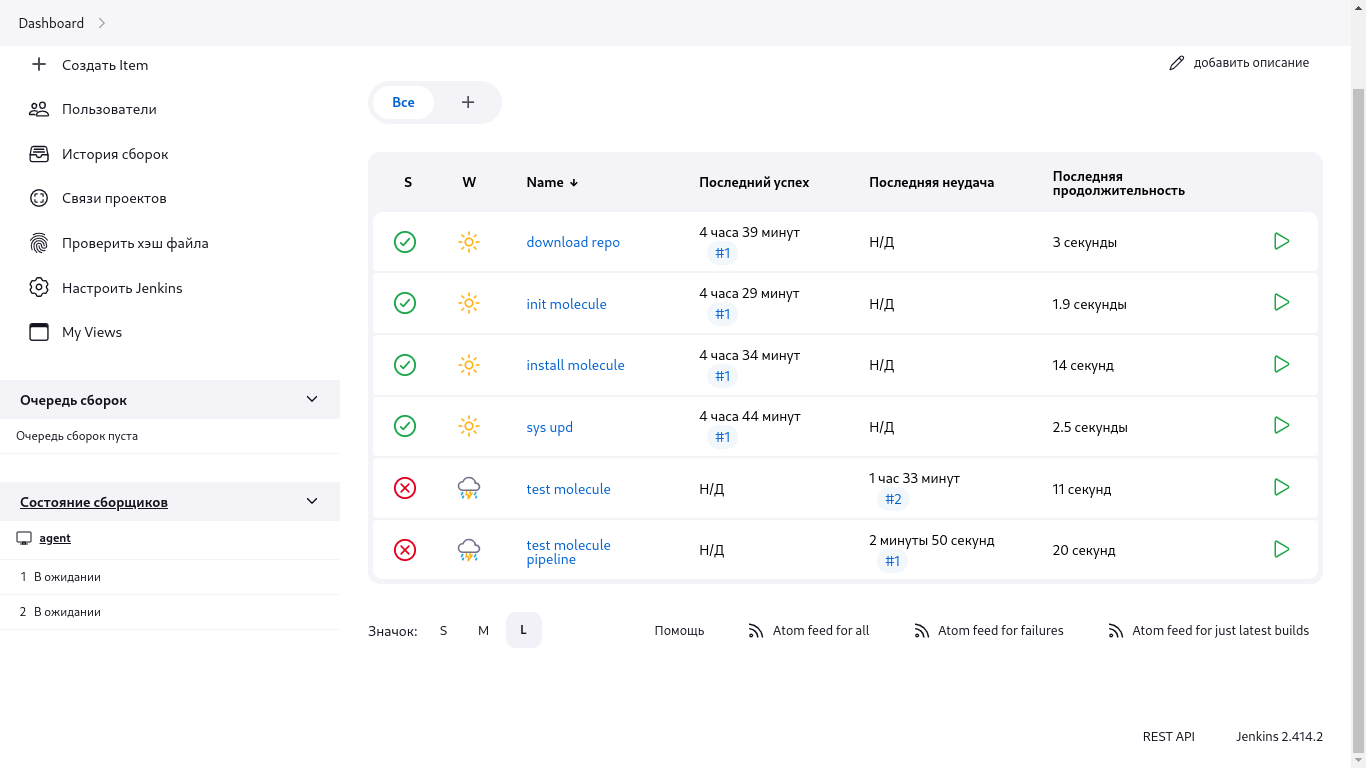 Dashboard
Создать Item
Пользователи
История сборок
Связи проектов
Проверить хэш файла
Настроить Jenkins
My Views
Очередь сборок
Очередь сборок пуста
Состояние сборщиков
agent
1 В ожидании
2 В ожидании
добавить описание
Все +
S W Name ↓ Последний успех Последняя неудача Последняя
продолжительность
download repo 4 часа 39 минут Н/Д 3 секунды
#1
init molecule 4 часа 29 минут Н/Д 1.9 секунды
#1
install molecule 4 часа 34 минут Н/Д 14 секунд
#1
sys upd 4 часа 44 минут Н/Д 2.5 секунды
#1
test molecule Н/Д 1 час 33 минут 11 секунд
#2
test molecule Н/Д 2 минуты 50 секунд 20 секунд
pipeline #1
Значок: S M L Помощь Atom feed for all Atom feed for failures Atom feed for just latest builds
REST API Jenkins 2.414.2